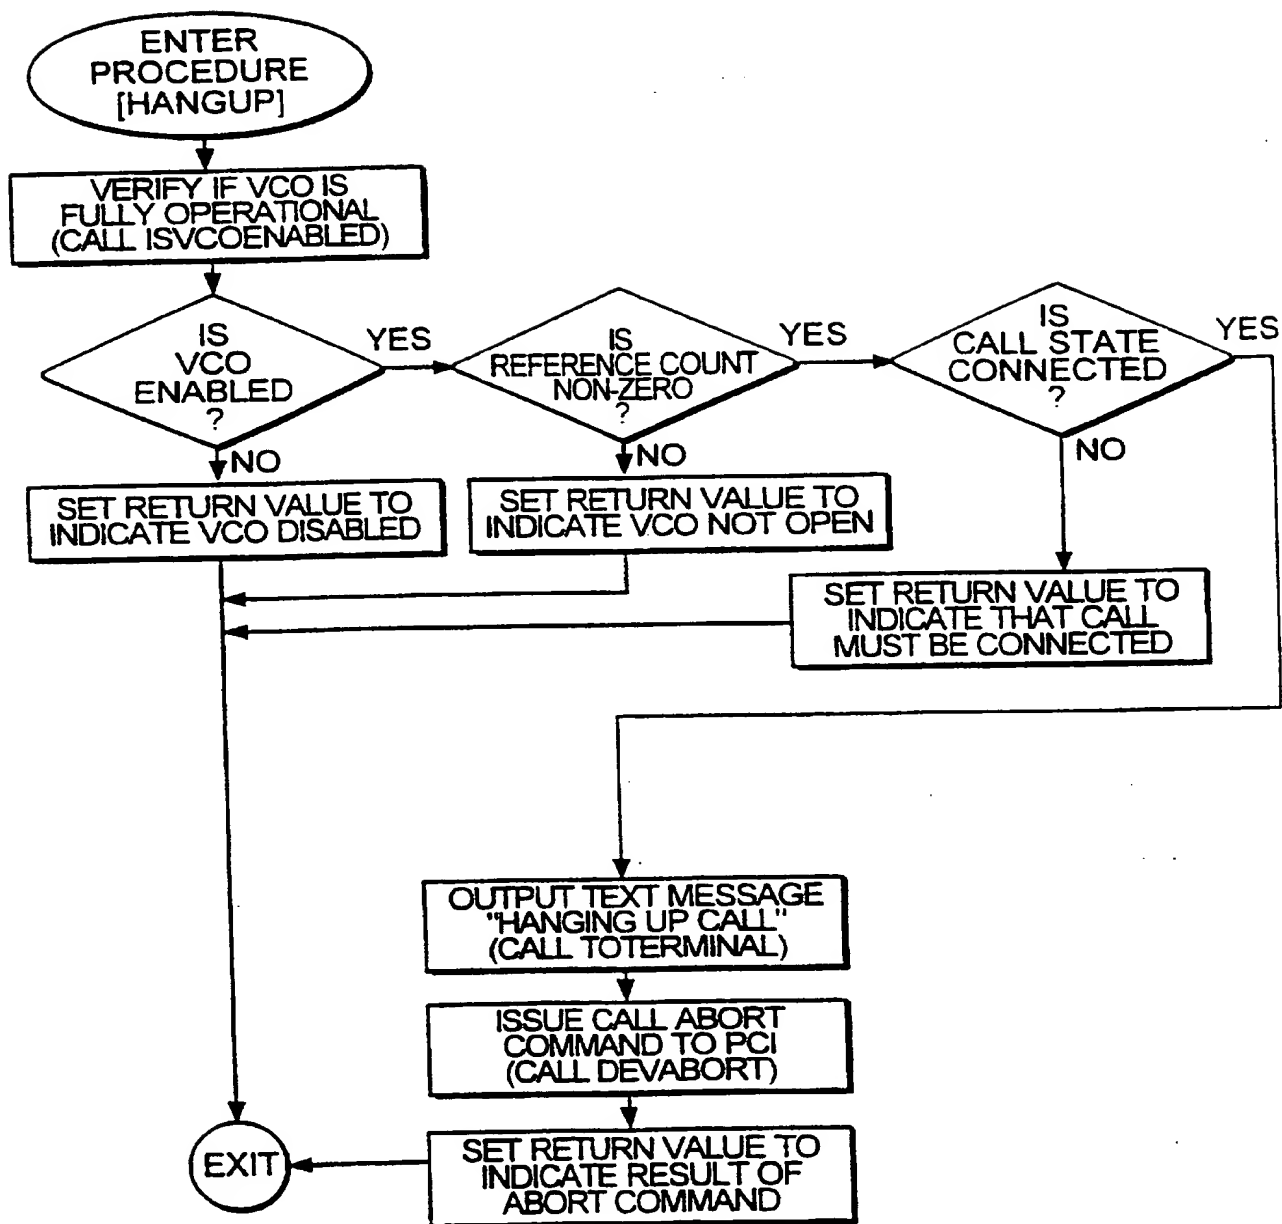 ENTER
PROCEDURE
[HANGUP]
VERIFY IF VCO IS
FULLY OPERATIONAL
(CALL ISVCOENABLED)
IS
VCO
ENABLED
?
YES
NO
IS
REFERENCE COUNT
NON-ZERO
?
YES
NO
IS
CALL STATE
CONNECTED
?
YES
NO
SET RETURN VALUE TO
INDICATE VCO DISABLED
SET RETURN VALUE TO
INDICATE VCO NOT OPEN
SET RETURN VALUE TO
INDICATE THAT CALL
MUST BE CONNECTED
OUTPUT TEXT MESSAGE
"HANGING UP CALL"
(CALL TOTERMINAL)
ISSUE CALL ABORT
COMMAND TO PCI
(CALL DEVABORT)
SET RETURN VALUE TO
INDICATE RESULT OF
ABORT COMMAND
EXIT